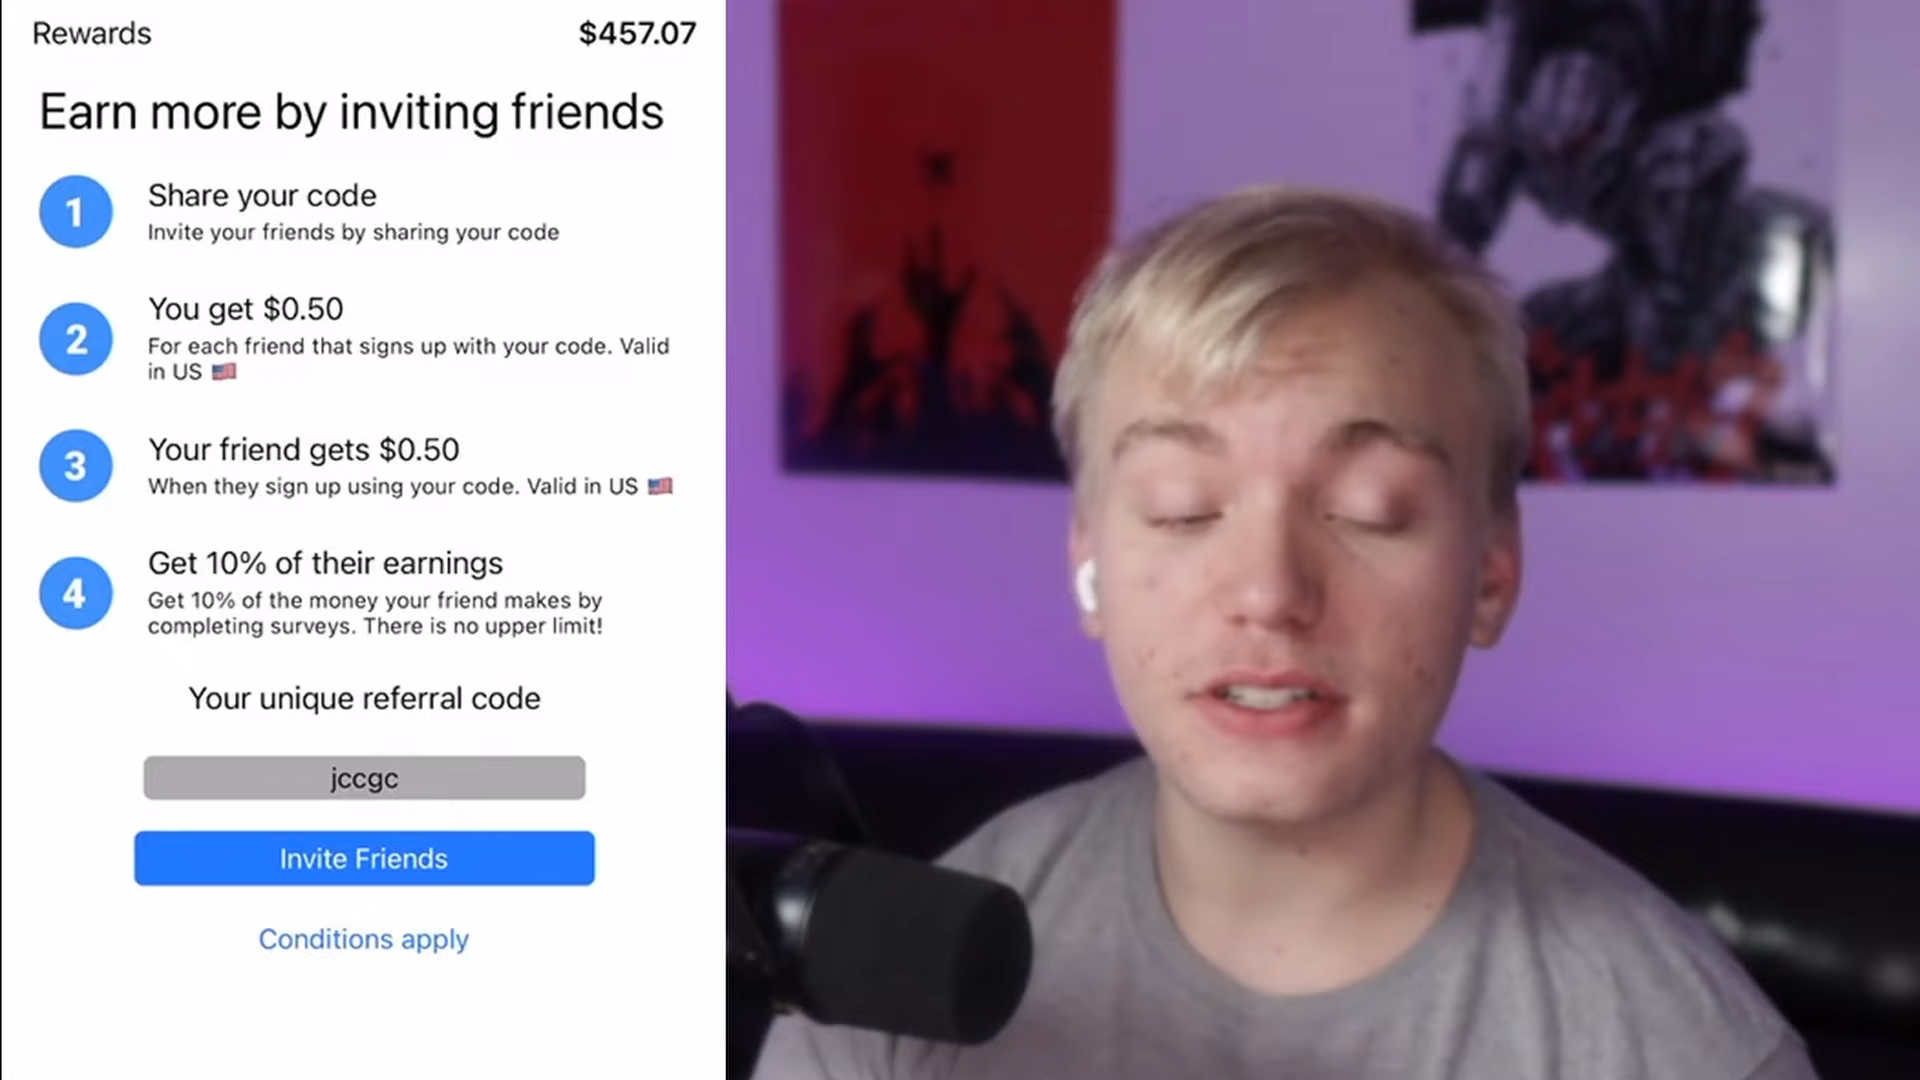 Rewards
$457.07
Earn more by inviting friends
1
Share your code
Invite your friends by sharing your code
2
You get $0.50
For each friend that signs up with your code. Valid
in US 🇺🇸
3
Your friend gets $0.50
When they sign up using your code. Valid in US 🇺🇸
4
Get 10% of their earnings
Get 10% of the money your friend makes by
completing surveys. There is no upper limit!
Your unique referral code
jccgc
Invite Friends
Conditions apply